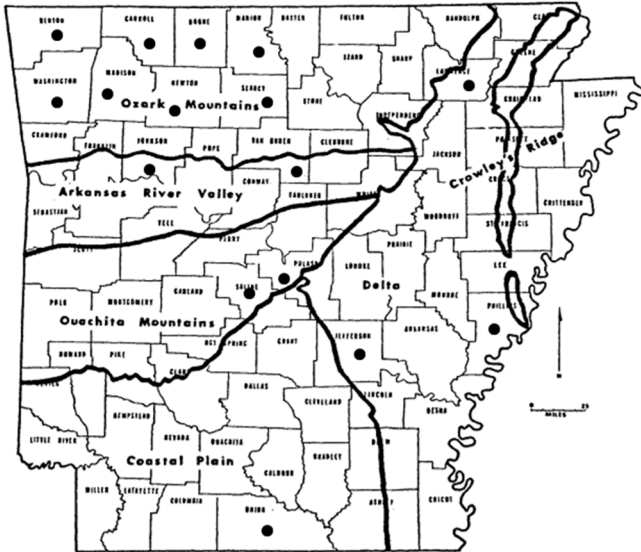 BENTON
CARROLL
BOONE
MARION
BAXTER
FULTON
RANDOLPH
IZARD
SHARP
LAWRENCE
GREENE
WASHINGTON
MADISON
NEWTON
SEARCY
STONE
INDEPENDENCE
CRAIGHEAD
MISSISSIPPI
Ozark Mountains
CRAWFORD
FRANKLIN
JOHNSON
POPE
VAN BUREN
CLEBURNE
JACKSON
Crowley's Ridge
Arkansas River Valley
CONWAY
FAULKNER
WOODRUFF
CRITTENDEN
ST FRANCIS
SEBASTIAN
YELL
PERRY
PRAIRIE
SCOTT
PULASKI
LONOKE
LEE
Delta
MONROE
POLK
MONTGOMERY
GARLAND
SALINE
PHILLIPS
Ouachita Mountains
HOT SPRING
GRANT
JEFFERSON
ARKANSAS
HOWARD
PIKE
CLARK
DALLAS
CLEVELAND
LINCOLN
DESHA
HEMPSTEAD
LITTLE RIVER
NEVADA
OUACHITA
Coastal Plain
CALHOUN
BRADLEY
DREW
MILLER
LAFAYETTE
COLUMBIA
UNION
ASHLEY
CHICOT
0 25
MILES